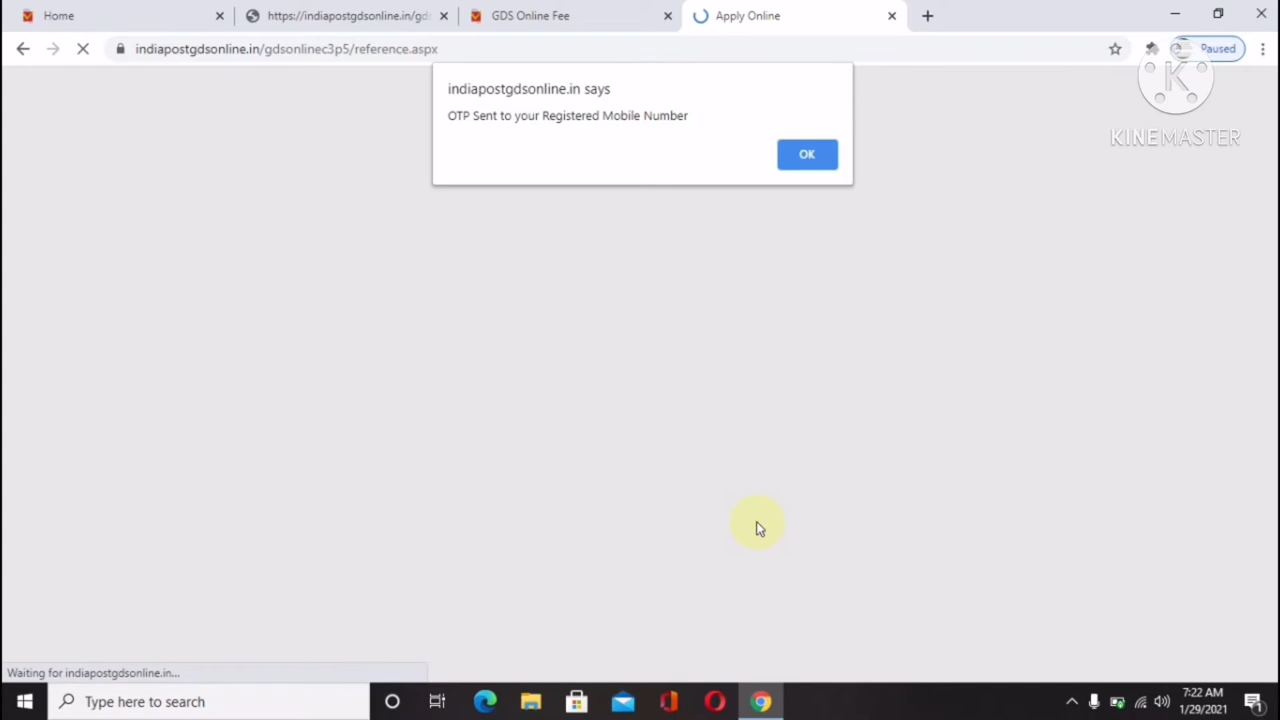 Home
https://indiapostgdsonline.in/gd
GDS Online Fee
Apply Online
indiapostgdsonline.in/gdsonlinec3p5/reference.aspx
Paused
indiapostgdsonline.in says
OTP Sent to your Registered Mobile Number
OK
K
KINEMASTER
Waiting for indiapostgdsonline.in...
Type here to search
7:22 AM
1/29/2021
1